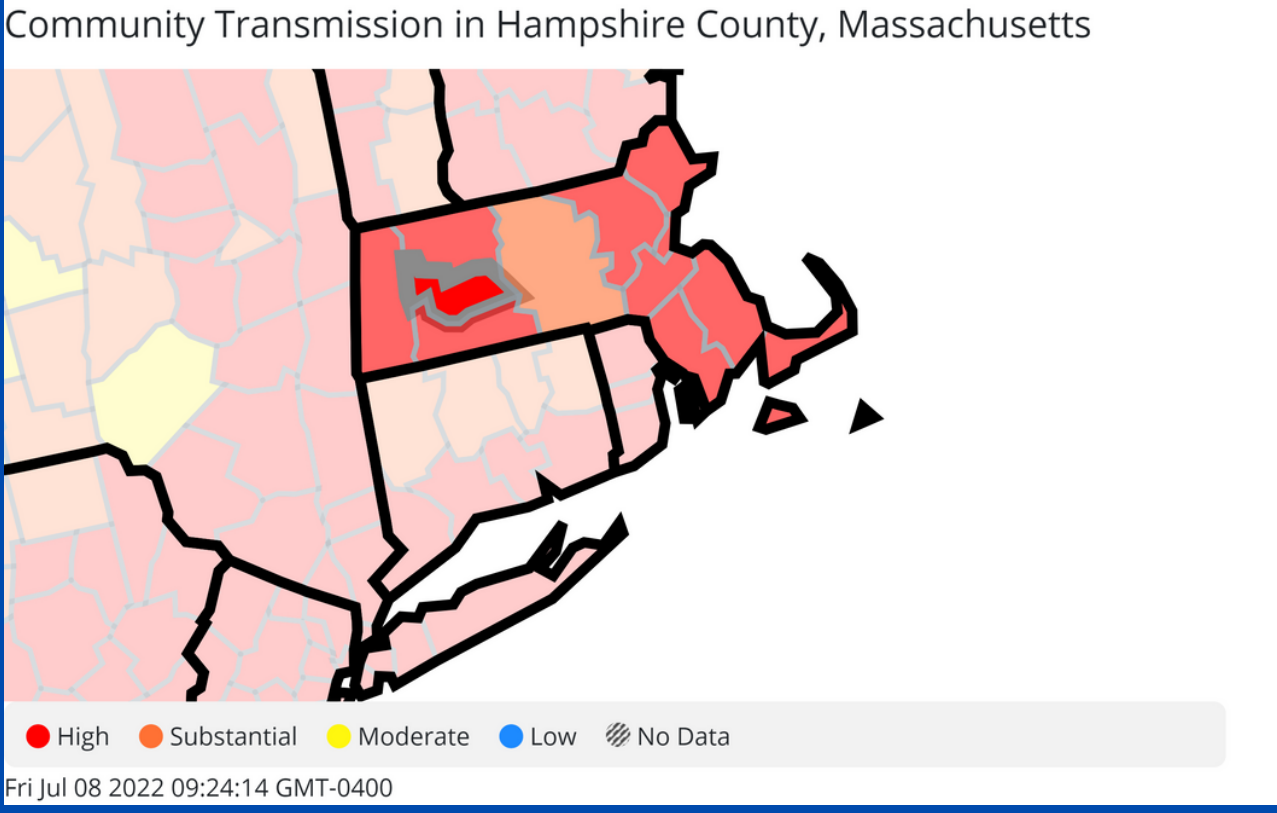 Community Transmission in Hampshire County, Massachusetts
High Substantial Moderate Low No Data
Fri Jul 08 2022 09:24:14 GMT-0400